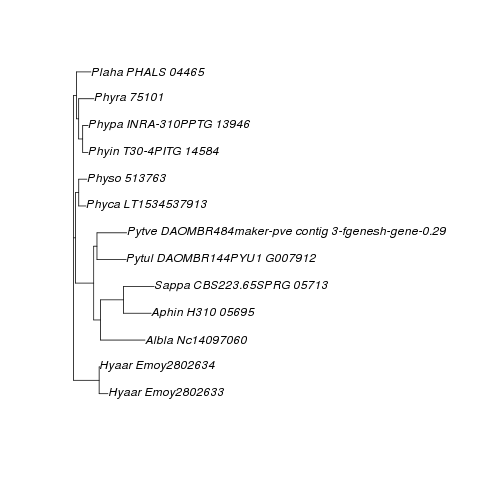 Plaha PHALS 04465
Phyra 75101
Phypa INRA-310PPTG 13946
Phyin T30-4PITG 14584
Physo 513763
Phyca LT1534537913
Pytve DAOMBR484maker-pve contig 3-fgenesh-gene-0.29
Pytul DAOMBR144PYU1 G007912
Sappa CBS223.65SPRG 05713
Aphin H310 05695
Albla Nc14097060
Hyaar Emoy2802634
Hyaar Emoy2802633